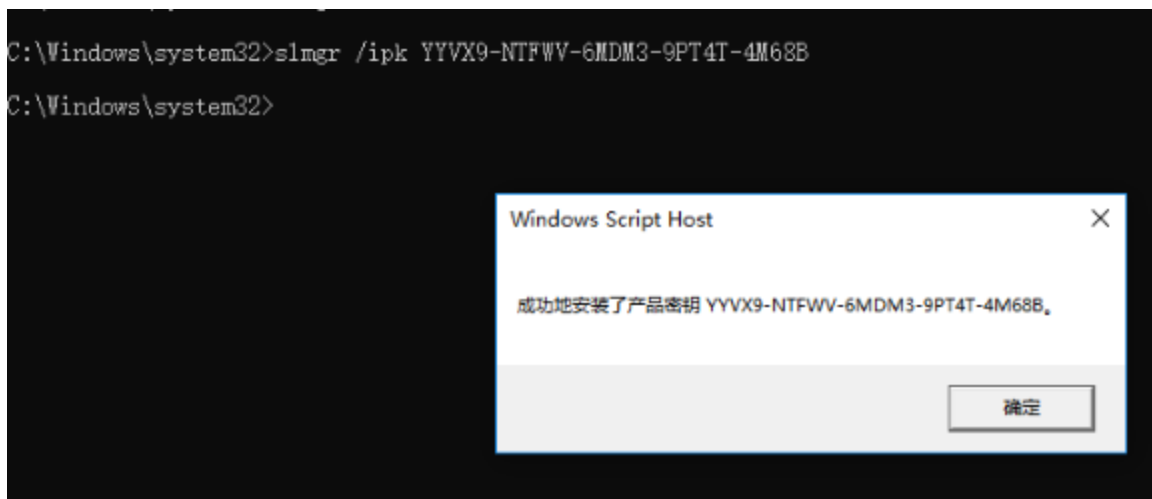 C:\Windows\system32>slmgr /ipk YYVX9-NTFWV-6MDM3-9PT4T-4M68B
C:\Windows\system32>
Windows Script Host
成功地安装了产品密钥 YYVX9-NTFWV-6MDM3-9PT4T-4M68B。
确定